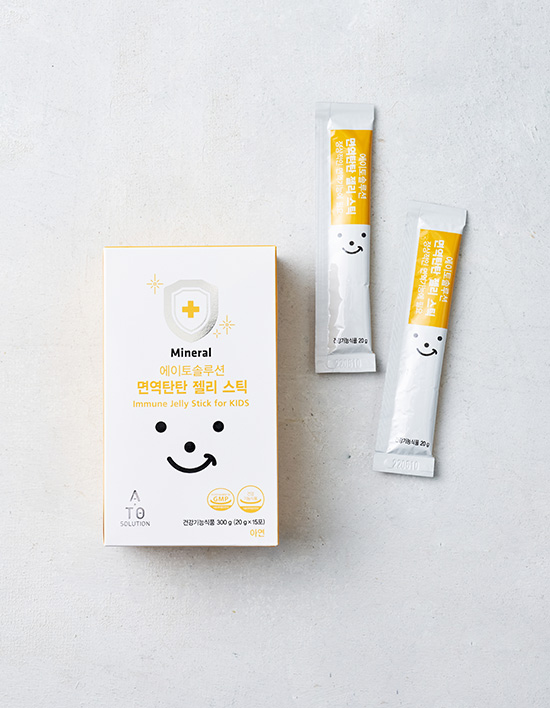 Mineral
에이토솔루션
면역탄탄 젤리 스틱
Immune Jelly Stick for KIDS
GMP
A
TO
SOLUTION
건강기능식품 300 g (20 g×15포)
아연
에이토솔루션
면역탄탄 젤리 스틱
건강기능식품 20 g
에이토솔루션
면역탄탄 젤리 스틱
건강기능식품 20 g